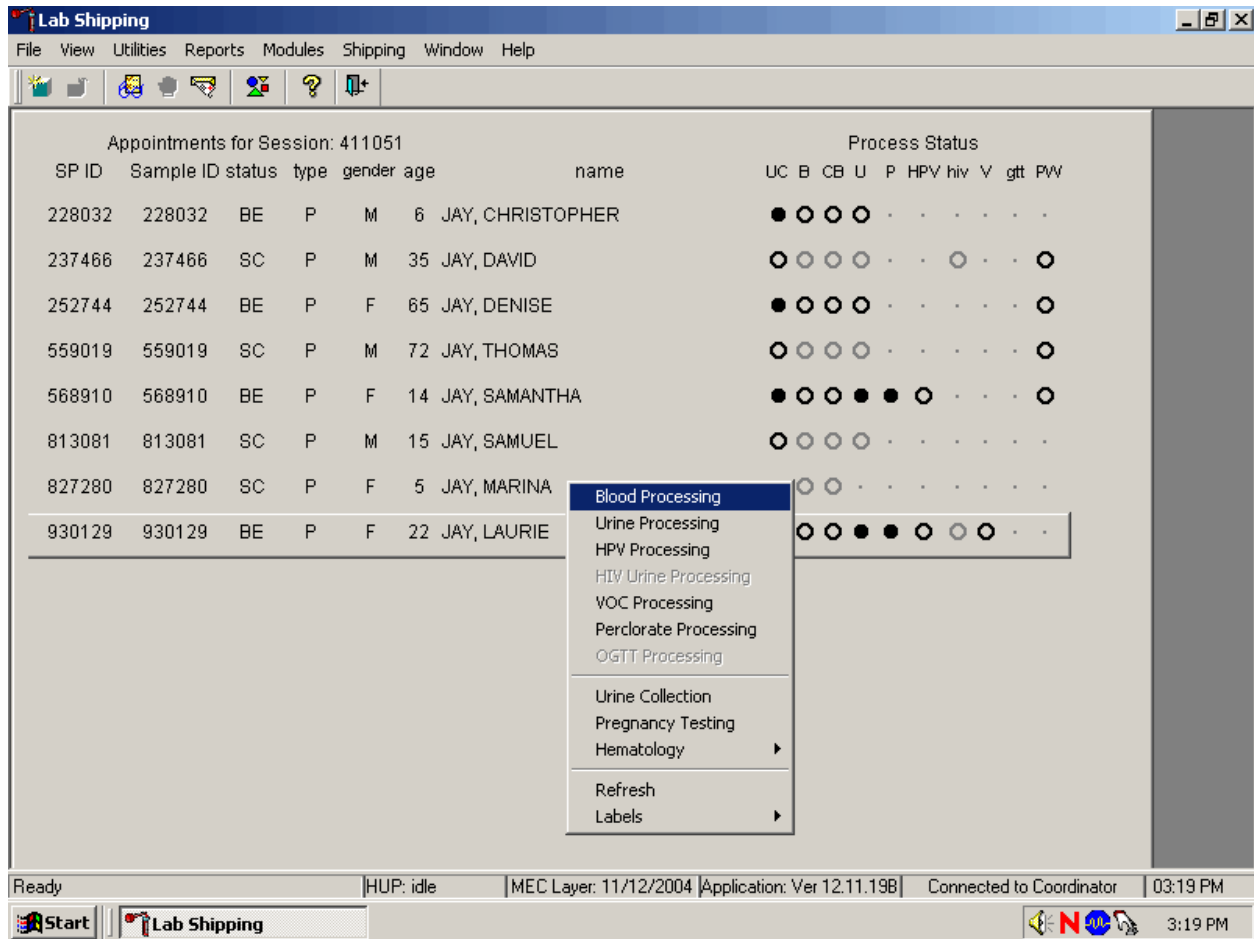 Lab Shipping
File View Utilities Reports Modules Shipping Window Help
Appointments for Session: 411051 Process Status
SP ID Sample ID status type gender age name UC B CB U P HPV hiv V gtt PW
228032 228032 BE P M 6 JAY, CHRISTOPHER
237466 237466 SC P M 35 JAY, DAVID
252744 252744 BE P F 65 JAY, DENISE
559019 559019 SC P M 72 JAY, THOMAS
568910 568910 BE P F 14 JAY, SAMANTHA
813081 813081 SC P M 15 JAY, SAMUEL
827280 827280 SC P F 5 JAY, MARINA
930129 930129 BE P F 22 JAY, LAURIE
Blood Processing
Urine Processing
HPV Processing
HIV Urine Processing
VOC Processing
Perclorate Processing
OGTT Processing
Urine Collection
Pregnancy Testing
Hematology
Refresh
Labels
Ready HUP: idle MEC Layer: 11/12/2004 Application: Ver 12.11.19B Connected to Coordinator 03:19 PM
Start Lab Shipping N 3:19 PM